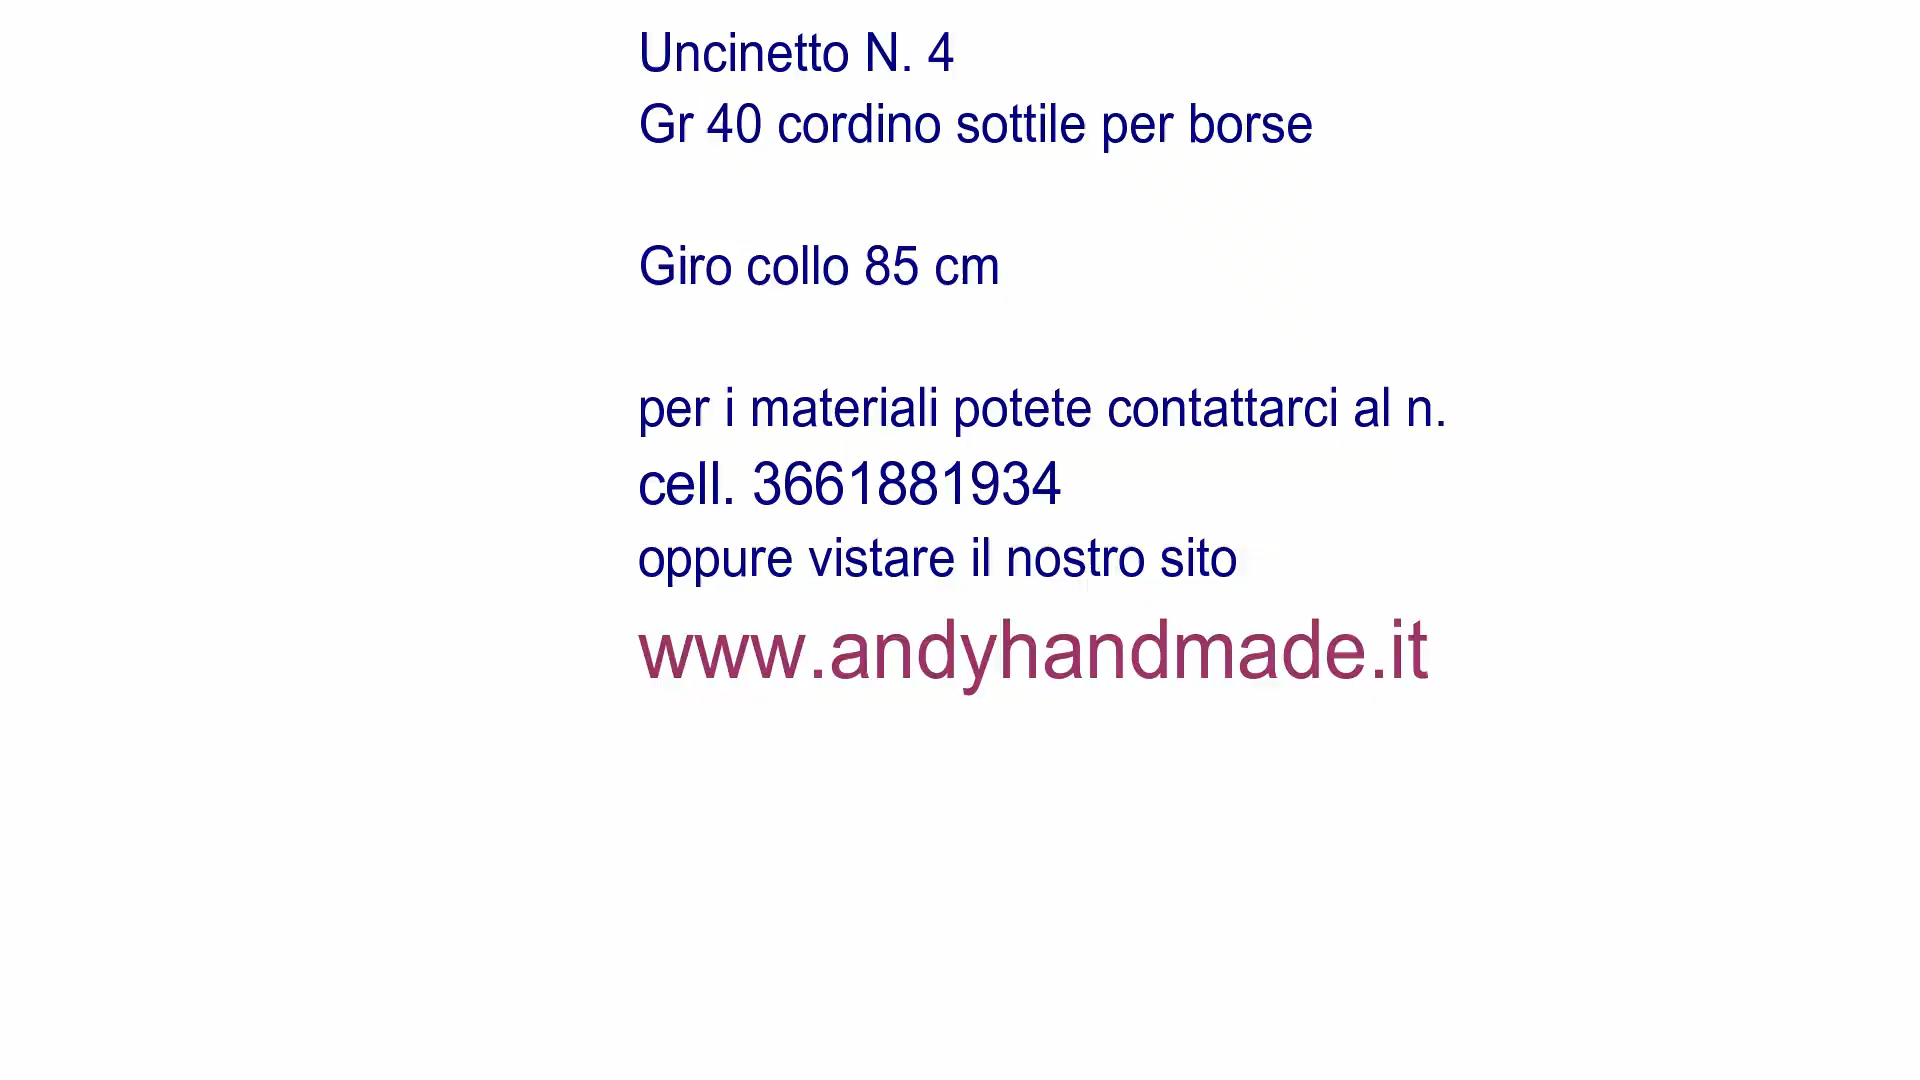 Uncinetto N. 4
Gr 40 cordino sottile per borse
Giro collo 85 cm
per i materiali potete contattarci al n.
cell. 3661881934
oppure vistare il nostro sito
www.andyhandmade.it